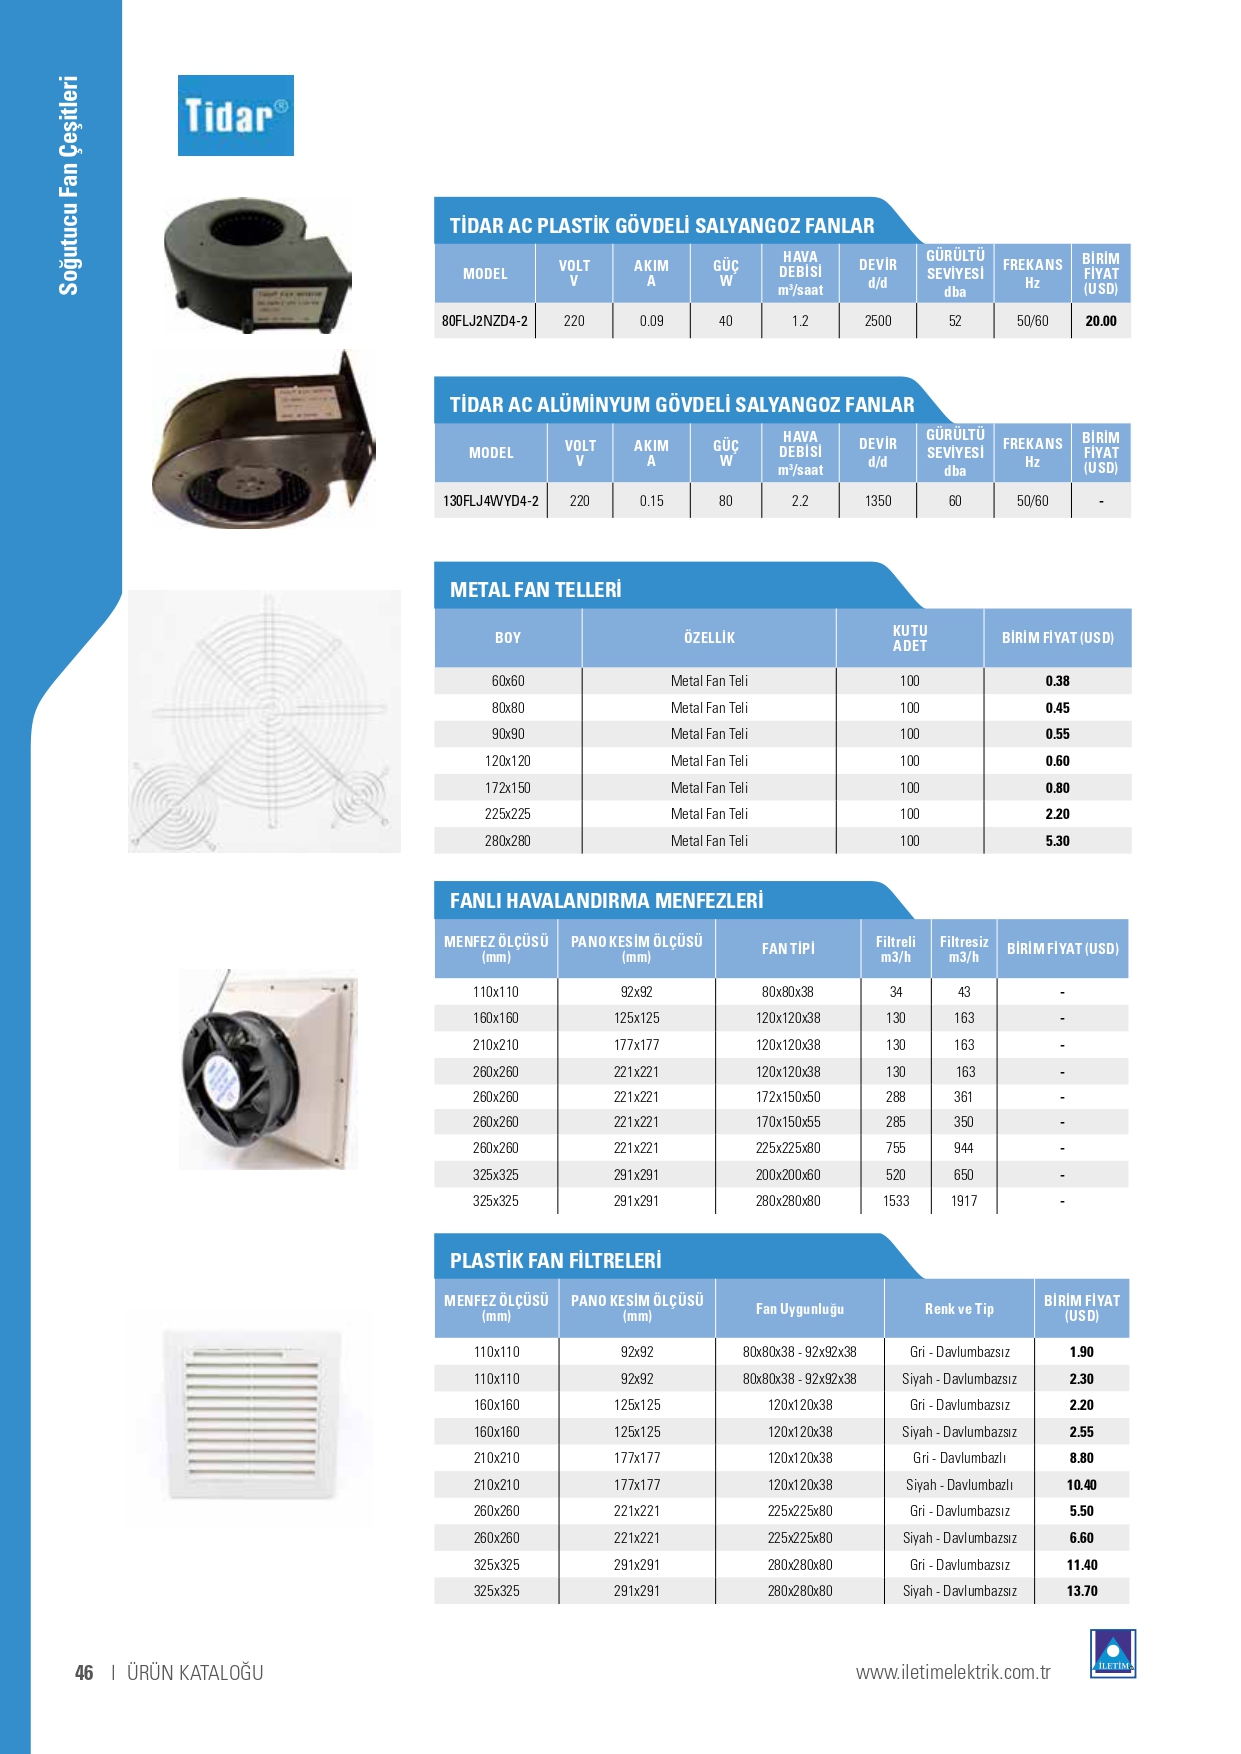 Soğutucu Fan Çeşitleri
Tidar®
TİDAR AC PLASTİK GÖVDELİ SALYANGOZ FANLAR
MODEL VOLT V AKIM A GÜÇ W HAVA DEBİSİ m³/saat DEVİR d/d GÜRÜLTÜ SEVİYESİ dba FREKANS Hz BİRİM FİYAT (USD)
80FLJ2NZD4-2 220 0.09 40 1.2 2500 52 50/60 20.00
TİDAR AC ALÜMİNYUM GÖVDELİ SALYANGOZ FANLAR
MODEL VOLT V AKIM A GÜÇ W HAVA DEBİSİ m³/saat DEVİR d/d GÜRÜLTÜ SEVİYESİ dba FREKANS Hz BİRİM FİYAT (USD)
130FLJ4WYD4-2 220 0.15 80 2.2 1350 60 50/60 -
METAL FAN TELLERİ
BOY ÖZELLİK KUTU ADET BİRİM FİYAT (USD)
60x60 Metal Fan Teli 100 0.38
80x80 Metal Fan Teli 100 0.45
90x90 Metal Fan Teli 100 0.55
120x120 Metal Fan Teli 100 0.60
172x150 Metal Fan Teli 100 0.80
225x225 Metal Fan Teli 100 2.20
280x280 Metal Fan Teli 100 5.30
FANLI HAVALANDIRMA MENFEZLERİ
MENFEZ ÖLÇÜSÜ (mm) PANO KESİM ÖLÇÜSÜ (mm) FAN TİPİ Filtreli m3/h Filtresiz m3/h BİRİM FİYAT (USD)
110x110 92x92 80x80x38 34 43 -
160x160 125x125 120x120x38 130 163 -
210x210 177x177 120x120x38 130 163 -
260x260 221x221 120x120x38 130 163 -
260x260 221x221 172x150x50 288 361 -
260x260 221x221 170x150x55 285 350 -
260x260 221x221 225x225x80 755 944 -
325x325 291x291 200x200x60 520 650 -
325x325 291x291 280x280x80 1533 1917 -
PLASTİK FAN FİLTRELERİ
MENFEZ ÖLÇÜSÜ (mm) PANO KESİM ÖLÇÜSÜ (mm) Fan Uygunluğu Renk ve Tip BİRİM FİYAT (USD)
110x110 92x92 80x80x38 - 92x92x38 Gri - Davlumbazsız 1.90
110x110 92x92 80x80x38 - 92x92x38 Siyah - Davlumbazsız 2.30
160x160 125x125 120x120x38 Gri - Davlumbazsız 2.20
160x160 125x125 120x120x38 Siyah - Davlumbazsız 2.55
210x210 177x177 120x120x38 Gri - Davlumbazlı 8.80
210x210 177x177 120x120x38 Siyah - Davlumbazlı 10.40
260x260 221x221 225x225x80 Gri - Davlumbazsız 5.50
260x260 221x221 225x225x80 Siyah - Davlumbazsız 6.60
325x325 291x291 280x280x80 Gri - Davlumbazsız 11.40
325x325 291x291 280x280x80 Siyah - Davlumbazsız 13.70
46 | ÜRÜN KATALOĞU
www.iletimelektrik.com.tr
İLETİM